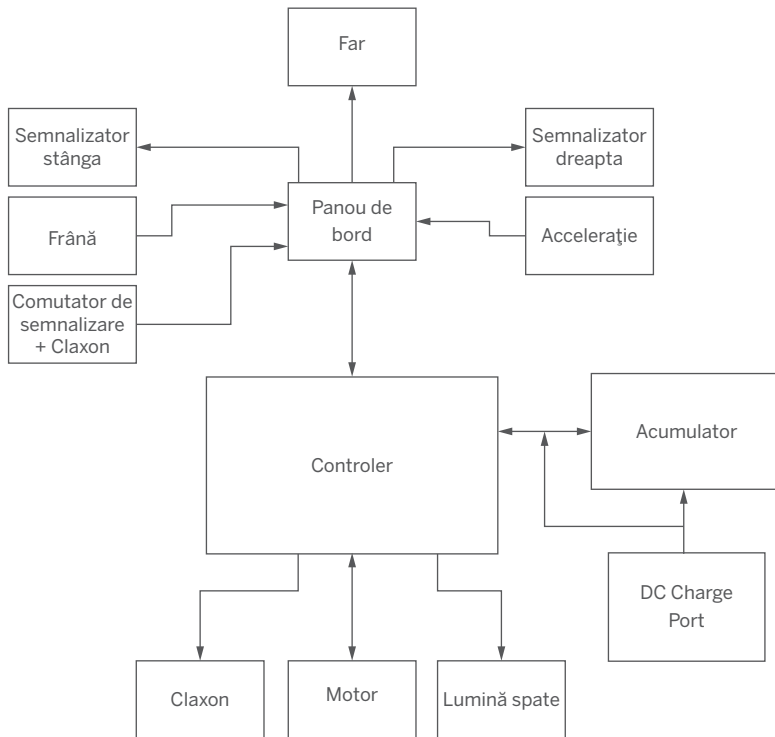 Far
Semnalizator
stânga
Semnalizator
dreapta
Panou de
bord
Frână
Acceleraţie
Comutator de
semnalizare
+ Claxon
Controler
Acumulator
DC Charge
Port
Claxon
Motor
Lumină spate